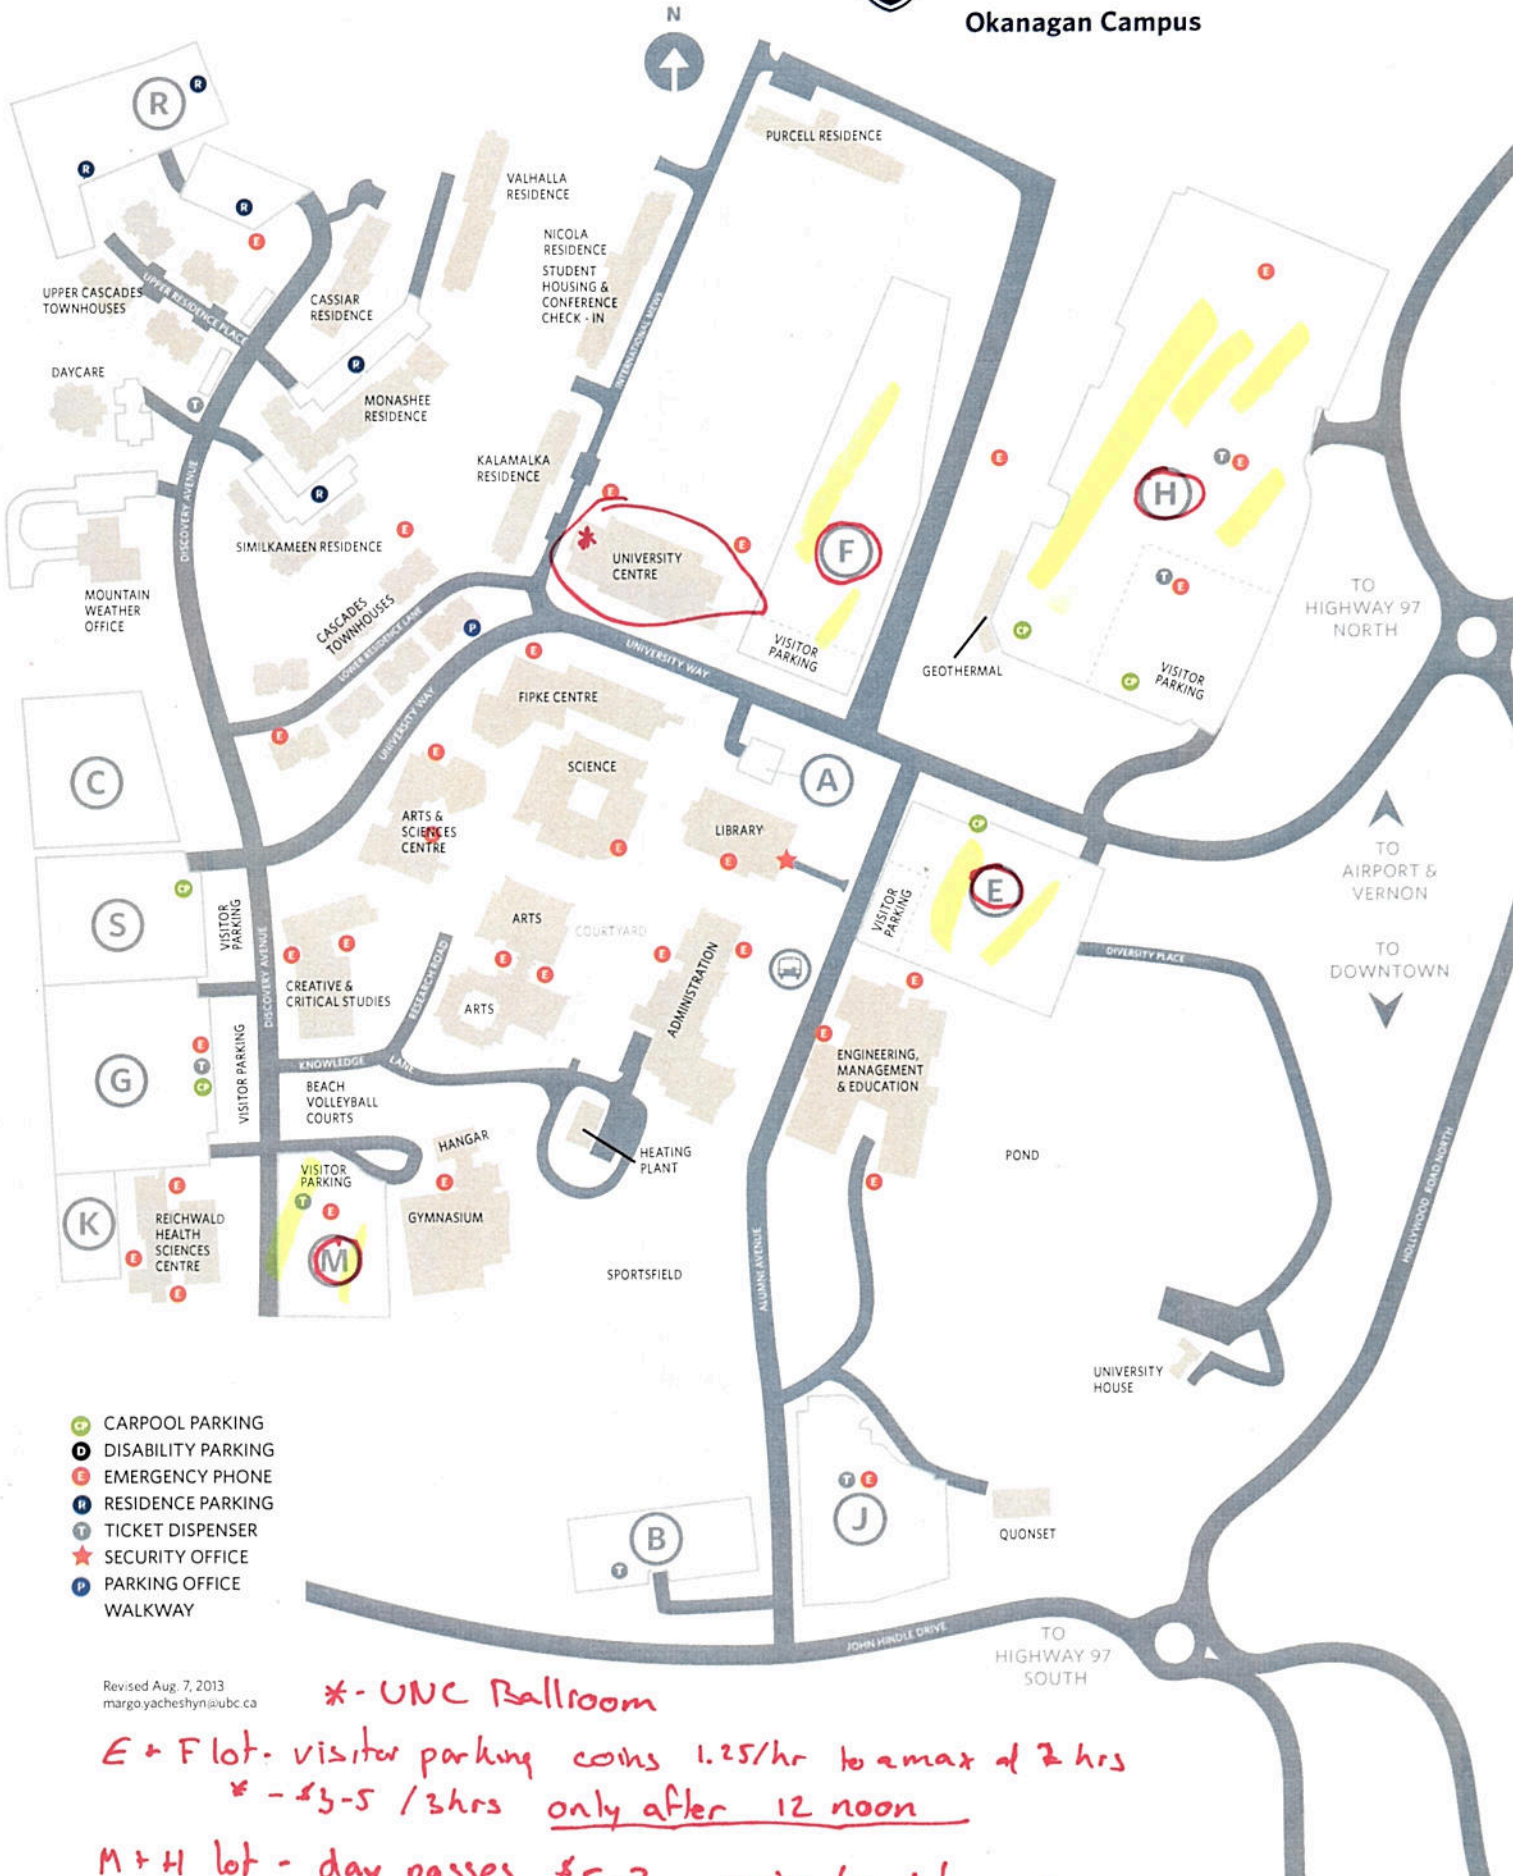 Okanagan Campus
N
R
R
R
R
E
PURCELL RESIDENCE
VALHALLA
RESIDENCE
NICOLA
RESIDENCE
STUDENT
HOUSING &
CONFERENCE
CHECK - IN
INTERNATIONAL MEWS
UPPER CASCADES
TOWNHOUSES
UPPER RESIDENCE PLACE
CASSIAR
RESIDENCE
R
DAYCARE
T
MONASHEE
RESIDENCE
KALAMALKA
RESIDENCE
R
DISCOVERY AVENUE
SIMILKAMEEN RESIDENCE
E
E
*
UNIVERSITY
CENTRE
E
F
VISITOR
PARKING
E
E
T E
H
T E
CP
CP
VISITOR
PARKING
GEOTHERMAL
TO
HIGHWAY 97
NORTH
MOUNTAIN
WEATHER
OFFICE
CASCADES
TOWNHOUSES
LOWER RESIDENCE LANE
P
E
UNIVERSITY WAY
FIPKE CENTRE
E
UNIVERSITY WAY
E
C
SCIENCE
A
ARTS &
SCIENCES
CENTRE
E
LIBRARY
E
CP
E
VISITOR
PARKING
TO
AIRPORT &
VERNON
TO
DOWNTOWN
CP
S
VISITOR
PARKING
DISCOVERY AVENUE
E
E
CREATIVE &
CRITICAL STUDIES
RESEARCH ROAD
ARTS
COURTYARD
E
E
ARTS
E
E
ADMINISTRATION
DIVERSITY PLACE
E
E
ENGINEERING,
MANAGEMENT
& EDUCATION
E
G
E
T
CP
VISITOR PARKING
KNOWLEDGE LANE
BEACH
VOLLEYBALL
COURTS
HANGAR
HEATING
PLANT
POND
K
E
REICHWALD
HEALTH
SCIENCES
CENTRE
E
E
VISITOR
PARKING
T
E
M
E
GYMNASIUM
SPORTSFIELD
ALUMNI AVENUE
HOLLYWOOD ROAD NORTH
UNIVERSITY
HOUSE
CP CARPOOL PARKING
D DISABILITY PARKING
E EMERGENCY PHONE
R RESIDENCE PARKING
T TICKET DISPENSER
SECURITY OFFICE
P PARKING OFFICE
WALKWAY
T E
J
B
T
QUONSET
JOHN HINDLE DRIVE
TO
HIGHWAY 97
SOUTH
Revised Aug. 7, 2013
margo.yacheshyn@ubc.ca
* - UNC Ballroom
E + F lot - visitor parking coins 1.25/hr to a max of 2 hrs
* - $3-5 / 3hrs only after 12 noon
M + H lot - day passes